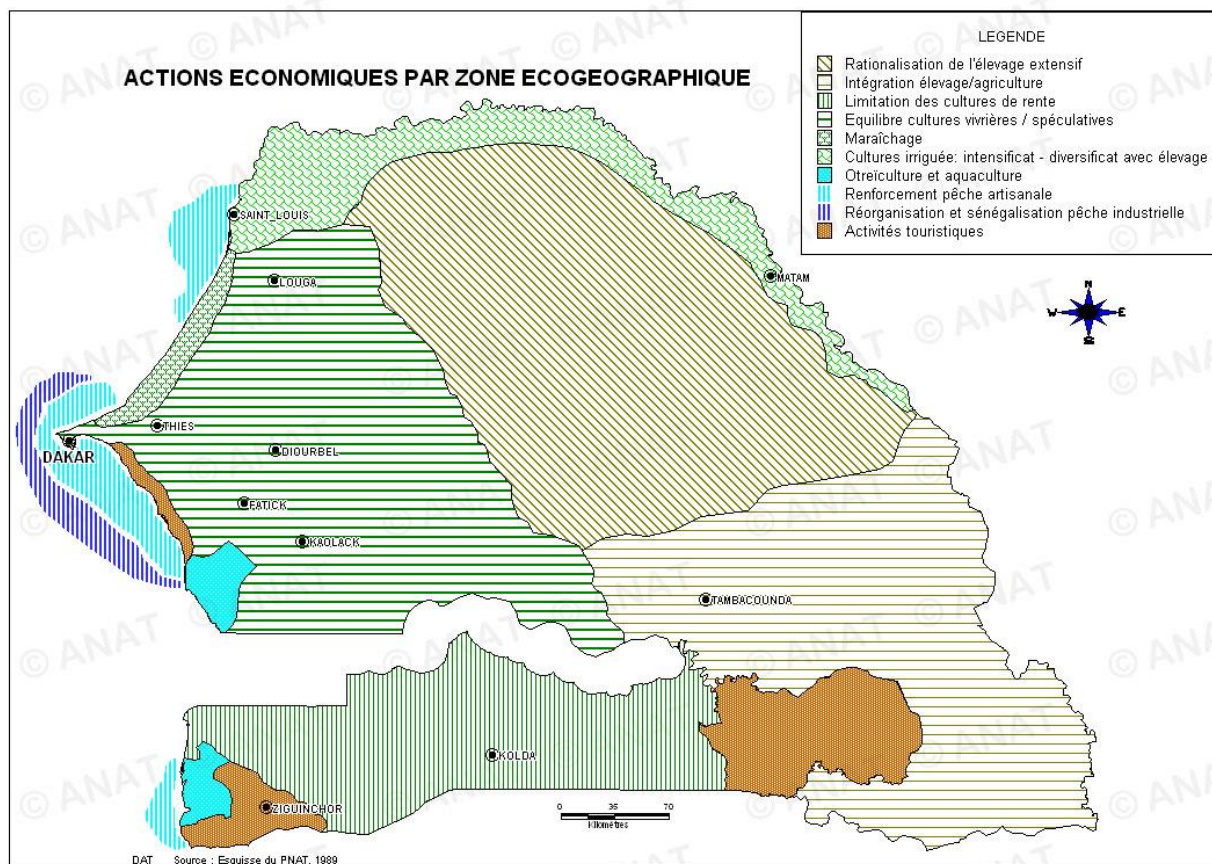 ACTIONS ECONOMIQUES PAR ZONE ECOGEOGRAPHIQUE
LEGENDE
Rationalisation de l'élevage extensif
Intégration élevage/agriculture
Limitation des cultures de rente
Equilibre cultures vivrières / spéculatives
Maraîchage
Cultures irriguée: intensificat - diversificat avec élevage
Otreïculture et aquaculture
Renforcement pêche artisanale
Réorganisation et sénégalisation pêche industrielle
Activités touristiques
SAINT_LOUIS
LOUGA
MATAM
N
W E
S
THIES
DAKAR
DIOURBEL
FATICK
KAOLACK
TAMBACOUNDA
KOLDA
ZIGUINCHOR
0 35 70
Kilomètres
DAT Source : Esquisse du PNAT, 1989
© ANAT